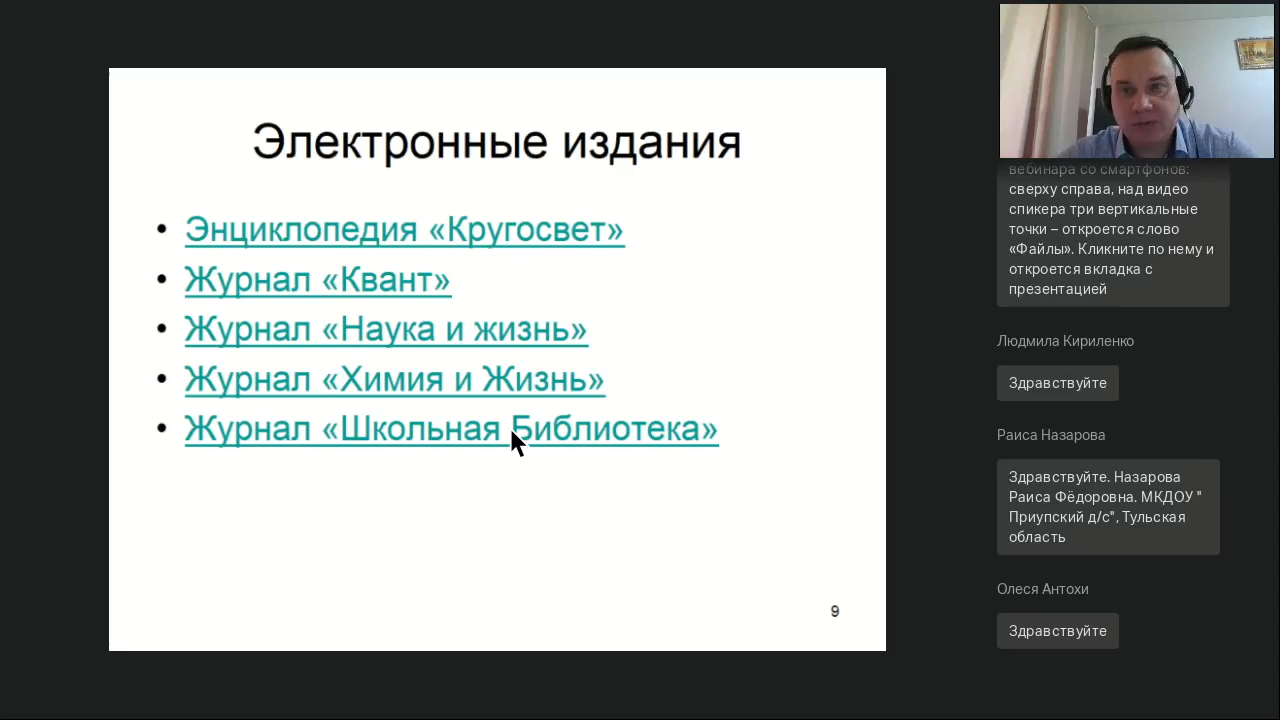 Электронные издания
• Энциклопедия «Кругосвет»
• Журнал «Квант»
• Журнал «Наука и жизнь»
• Журнал «Химия и Жизнь»
• Журнал «Школьная Библиотека»
9
вебинара со смартфонов:
сверху справа, над видео
спикера три вертикальные
точки – откроется слово
«Файлы». Кликните по нему и
откроется вкладка с
презентацией
Людмила Кириленко
Здравствуйте
Раиса Назарова
Здравствуйте. Назарова
Раиса Фёдоровна. МКДОУ "
Приупский д/с", Тульская
область
Олеся Антохи
Здравствуйте